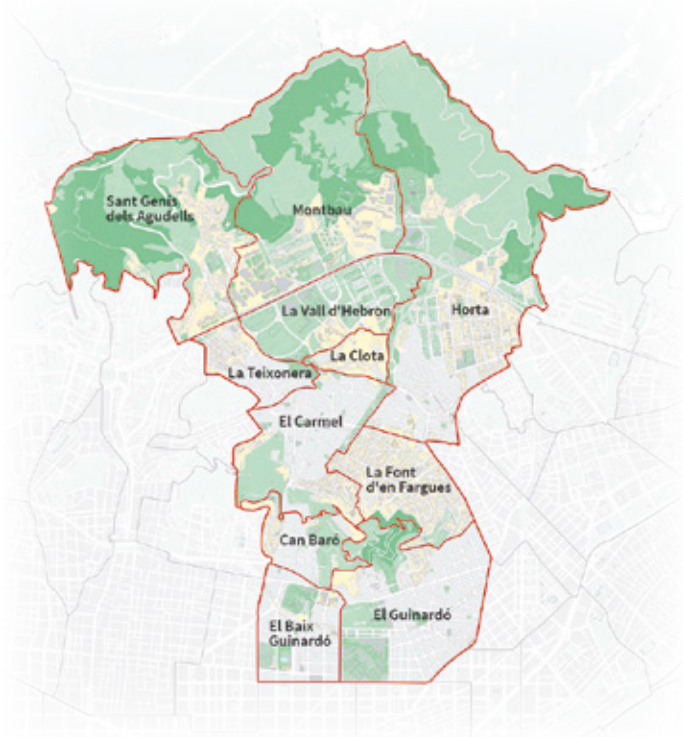 Sant Genís
dels Agudells
Montbau
La Vall d'Hebron
Horta
La Clota
La Teixonera
El Carmel
La Font
d'en Fargues
Can Baró
El Guinardó
El Baix
Guinardó